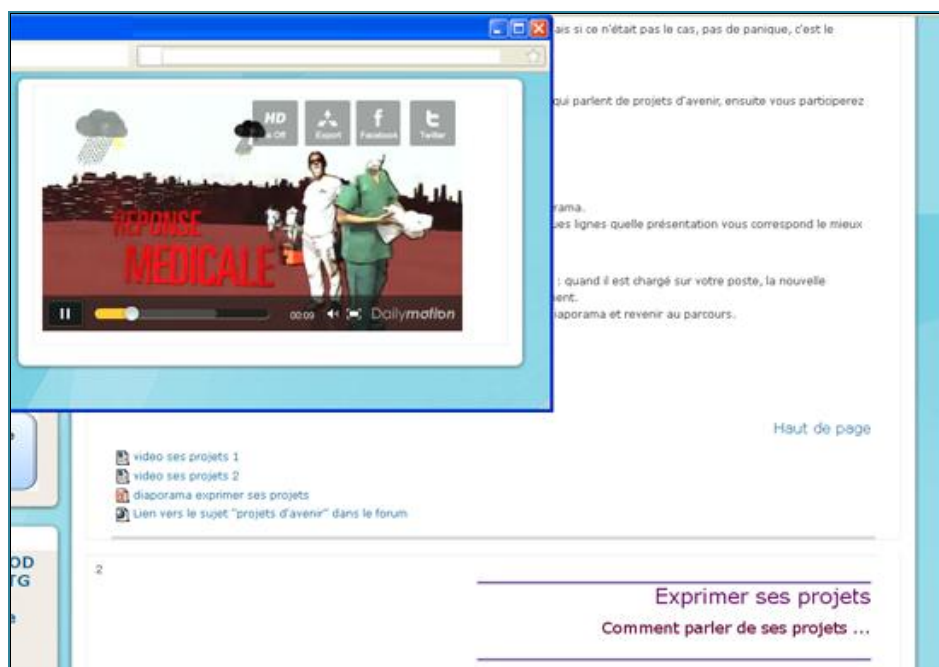 ais si ce n'était pas le cas, pas de panique, c'est le
qui parlent de projets d'avenir, ensuite vous participerez
rama.
ues lignes quelle présentation vous correspond le mieux
: quand il est chargé sur votre poste, la nouvelle
ent.
iaporama et revenir au parcours.
HD
Off
Export
Facebook
Twitter
REPONSE
MEDICALE
00:09
Dailymotion
Haut de page
video ses projets 1
video ses projets 2
diaporama exprimer ses projets
Lien vers le sujet "projets d'avenir" dans le forum
OD
TG
e
2
Exprimer ses projets
Comment parler de ses projets ...